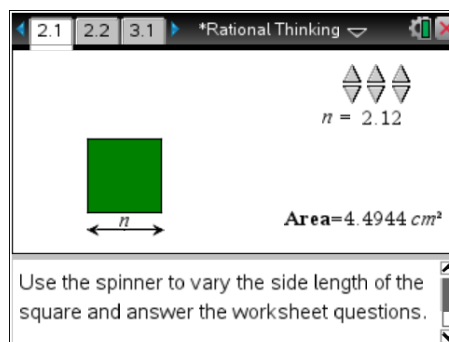 2.1 2.2 3.1 *Rational Thinking
n = 2.12
n
Area=4.4944 cm²
Use the spinner to vary the side length of the
square and answer the worksheet questions.